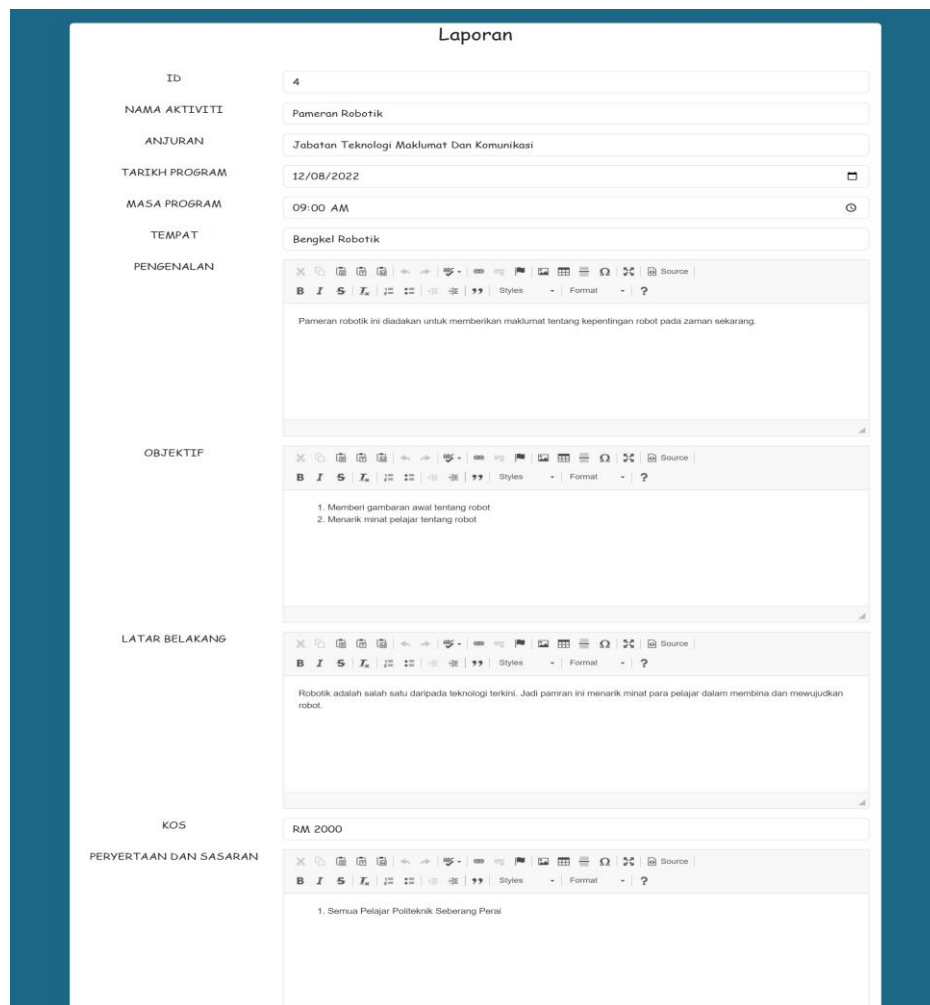 Laporan
ID
4
NAMA AKTIVITI
Pameran Robotik
ANJURAN
Jabatan Teknologi Maklumat Dan Komunikasi
TARIKH PROGRAM
12/08/2022
MASA PROGRAM
09:00 AM
TEMPAT
Bengkel Robotik
PENGENALAN
Source
B I S Ix Styles Format ?
Pameran robotik ini diadakan untuk memberikan maklumat tentang kepentingan robot pada zaman sekarang.
OBJEKTIF
Source
B I S Ix Styles Format ?
1. Memberi gambaran awal tentang robot
2. Menarik minat pelajar tentang robot
LATAR BELAKANG
Source
B I S Ix Styles Format ?
Robotik adalah salah satu daripada teknologi terkini. Jadi pamran ini menarik minat para pelajar dalam membina dan mewujudkan
robot.
KOS
RM 2000
PERYERTAAN DAN SASARAN
Source
B I S Ix Styles Format ?
1. Semua Pelajar Politeknik Seberang Perai